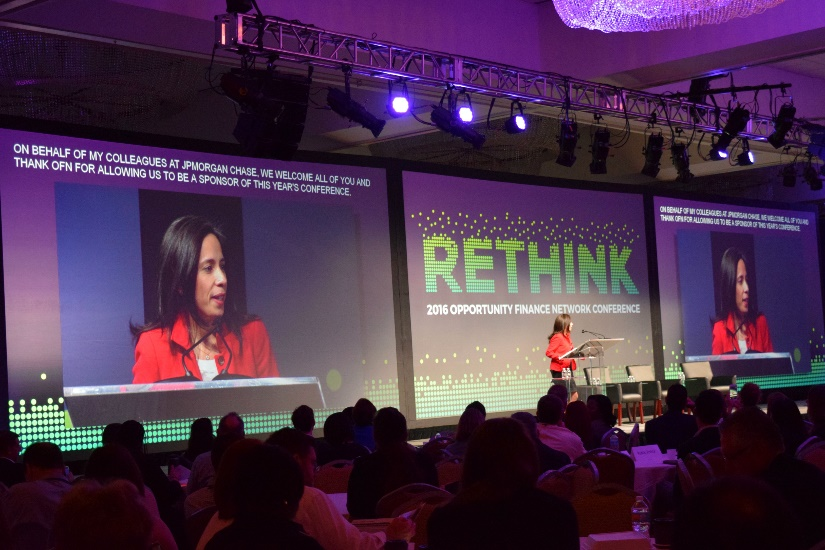 ON BEHALF OF MY COLLEAGUES AT JPMORGAN CHASE, WE WELCOME ALL OF YOU AND
THANK OFN FOR ALLOWING US TO BE A SPONSOR OF THIS YEAR'S CONFERENCE.
RETHINK
2016 OPPORTUNITY FINANCE NETWORK CONFERENCE
ON BEHALF OF MY COLLEAGUES AT JPMORGAN CHASE, WE WELCOME ALL OF YOU AND
THANK OFN FOR ALLOWING US TO BE A SPONSOR OF THIS YEAR'S CONFERENCE.